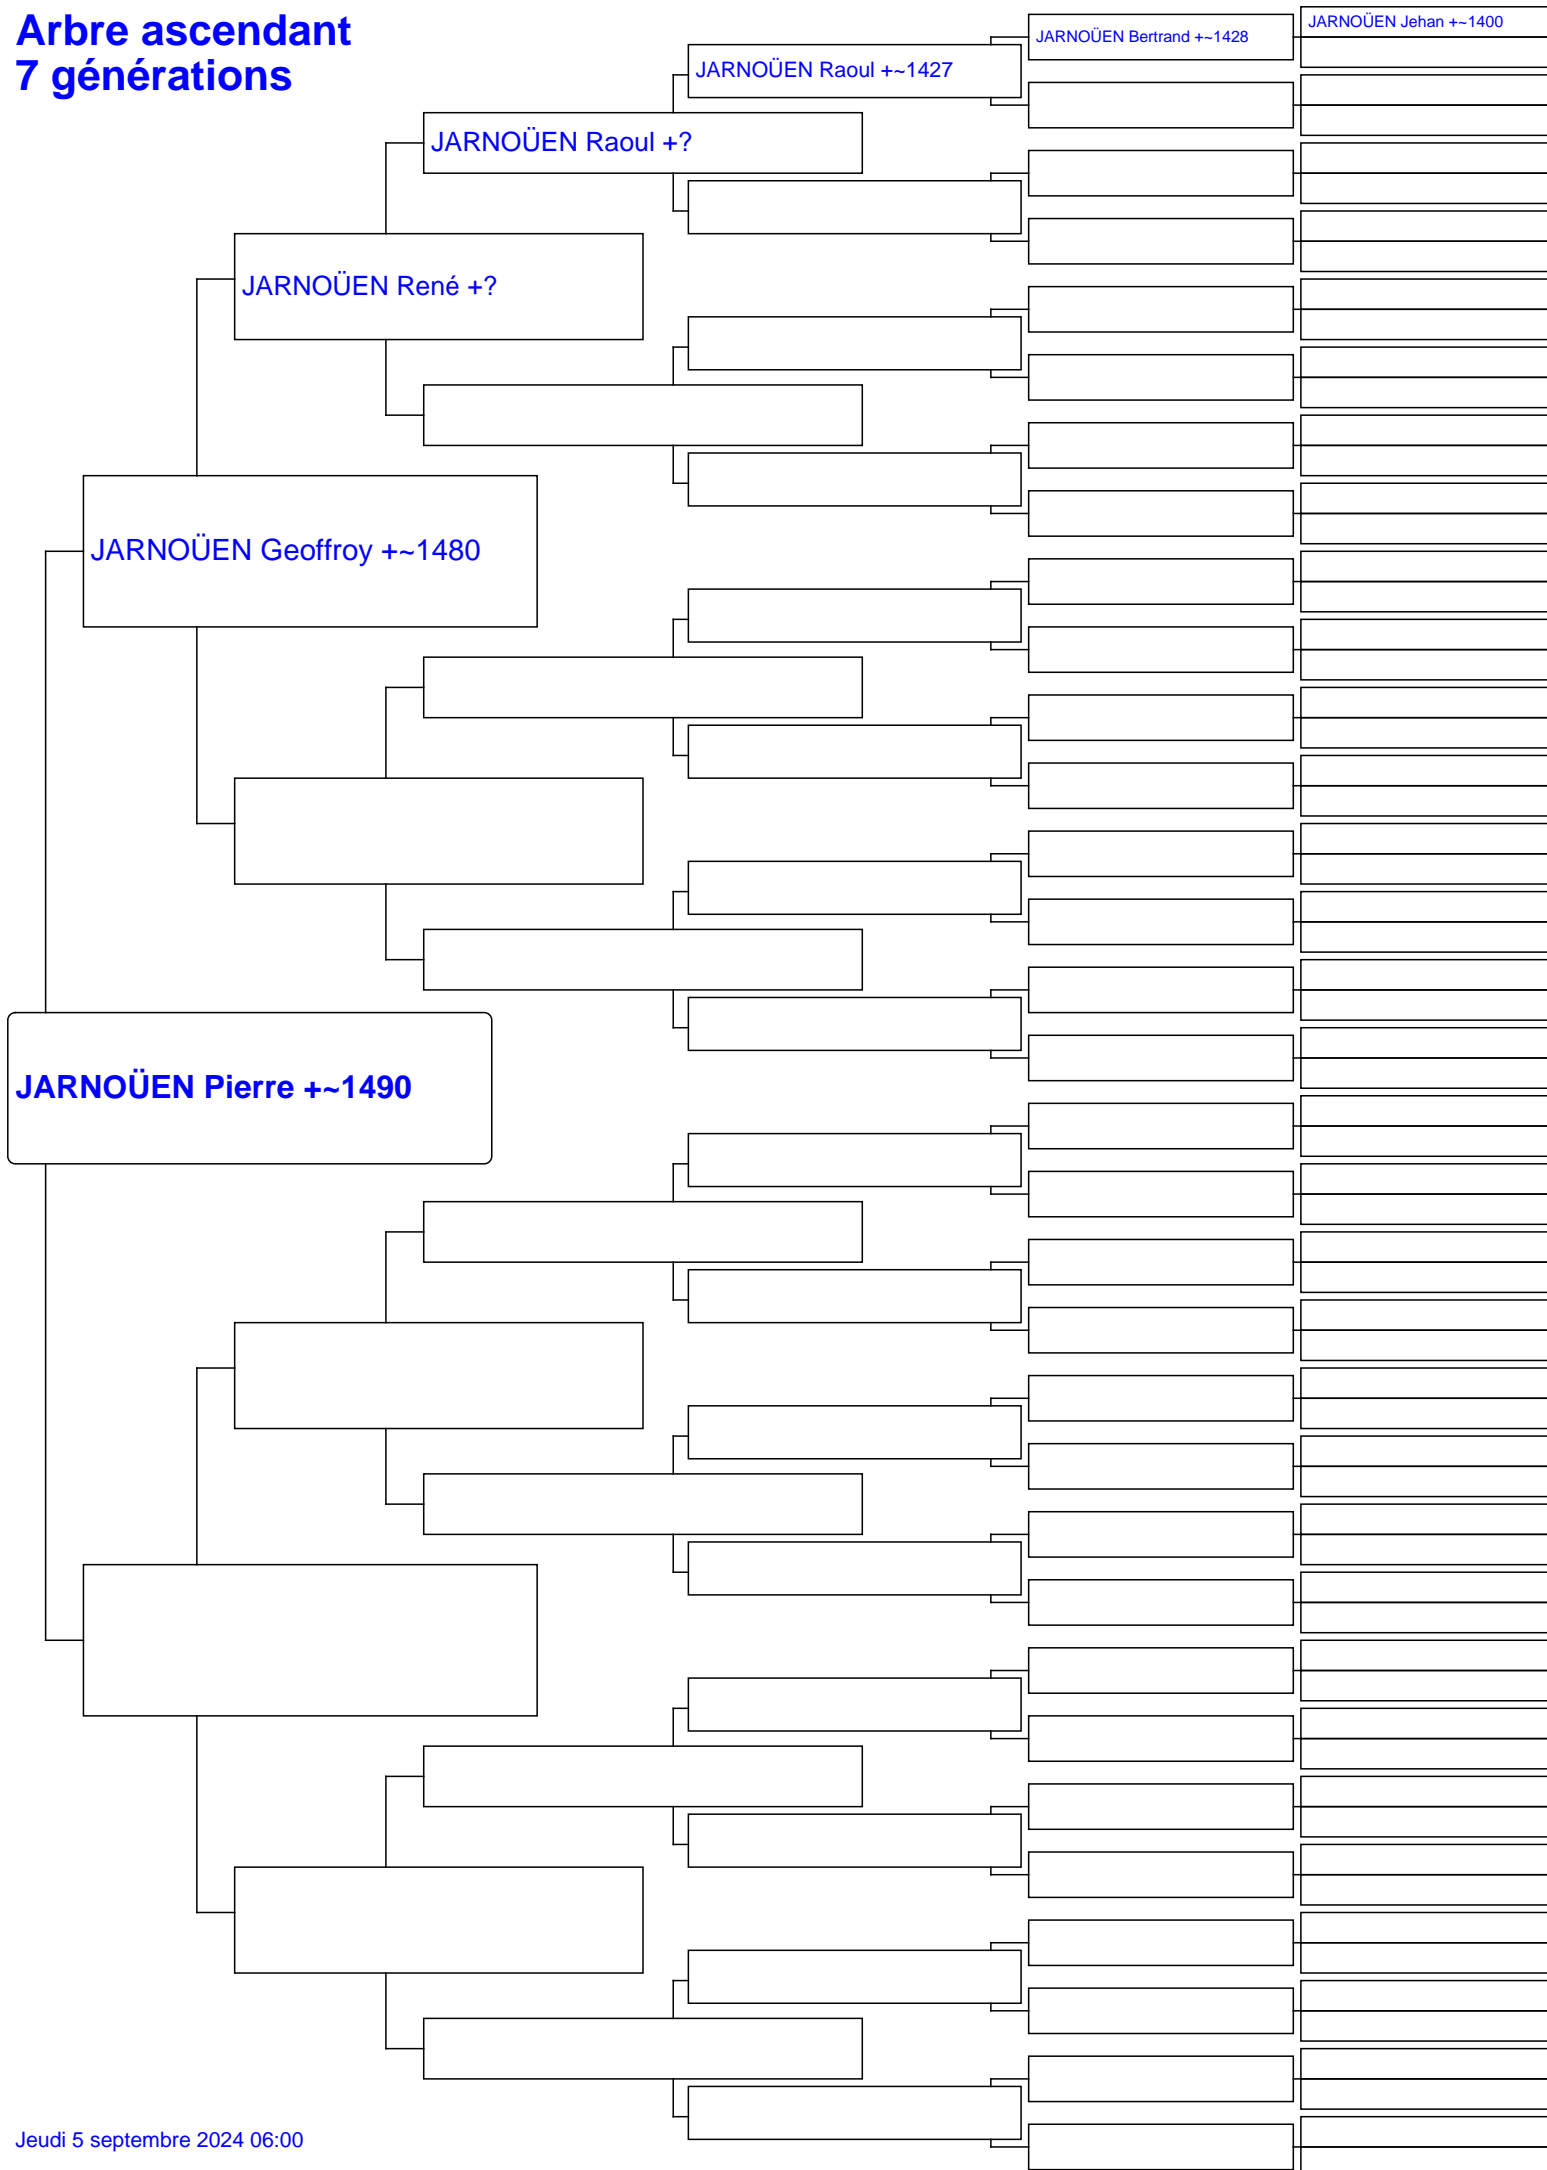 Arbre ascendant
7 générations
JARNOÜEN Jehan +~1400
JARNOÜEN Bertrand +~1428
JARNOÜEN Raoul +~1427
JARNOÜEN Raoul +?
JARNOÜEN René +?
JARNOÜEN Geoffroy +~1480
JARNOÜEN Pierre +~1490
Jeudi 5 septembre 2024 06:00